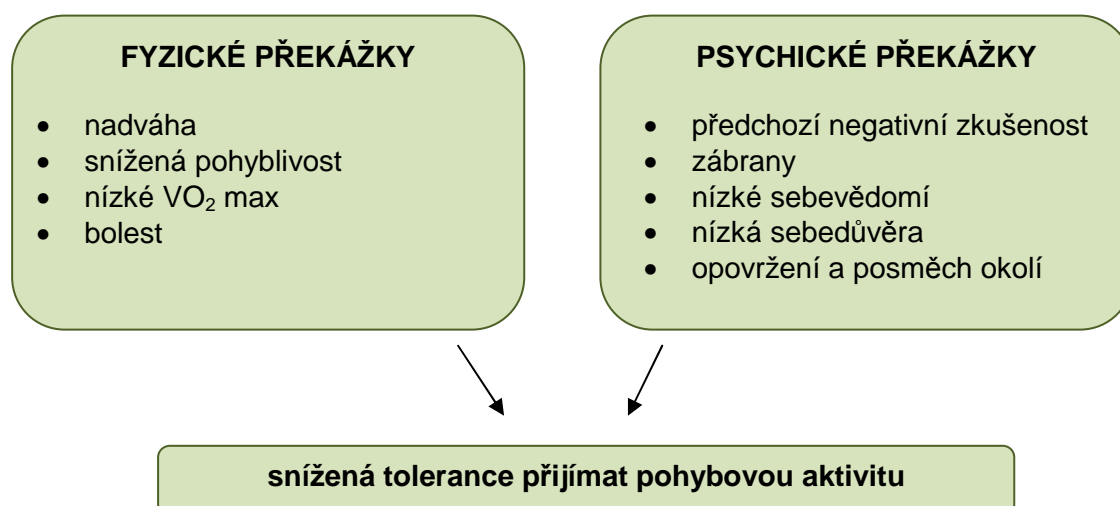 FYZICKÉ PŘEKÁŽKY
• nadváha
• snížená pohyblivost
• nízké VO₂ max
• bolest
PSYCHICKÉ PŘEKÁŽKY
• předchozí negativní zkušenost
• zábrany
• nízké sebevědomí
• nízká sebedůvěra
• opovržení a posměch okolí
snížená tolerance přijímat pohybovou aktivitu